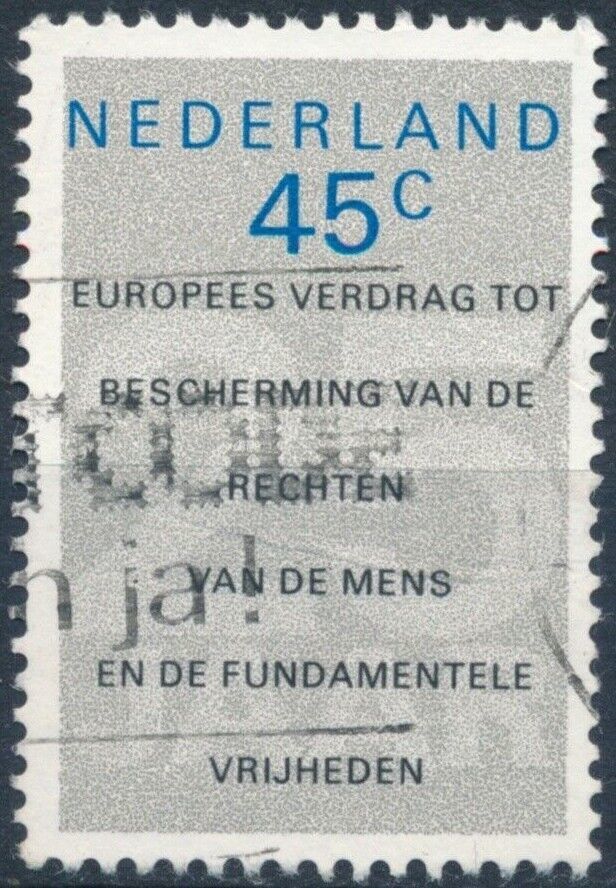 NEDERLAND
45C
EUROPEES VERDRAG TOT
BESCHERMING VAN DE
RECHTEN
VAN DE MENS
EN DE FUNDAMENTELE
VRIJHEDEN
ja!